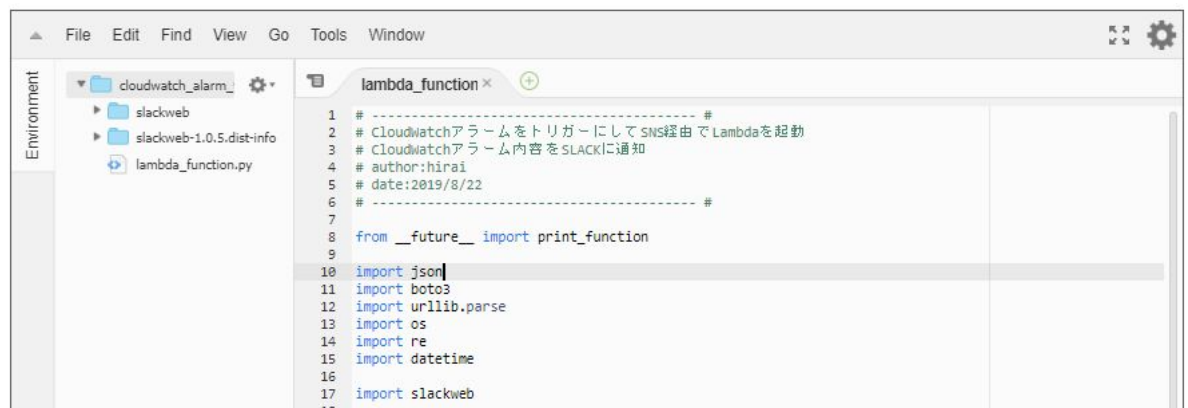 File Edit Find View Go Tools Window
Environment
cloudwatch_alarm_
slackweb
slackweb-1.0.5.dist-info
lambda_function.py
lambda_function
1 # ----------------------------------------- #
2 # CloudWatchアラームをトリガーにしてSNS経由でLambdaを起動
3 # CloudWatchアラーム内容をSLACKに通知
4 # author:hirai
5 # date:2019/8/22
6 # ----------------------------------------- #
7
8 from __future__ import print_function
9
10 import json
11 import boto3
12 import urllib.parse
13 import os
14 import re
15 import datetime
16
17 import slackweb